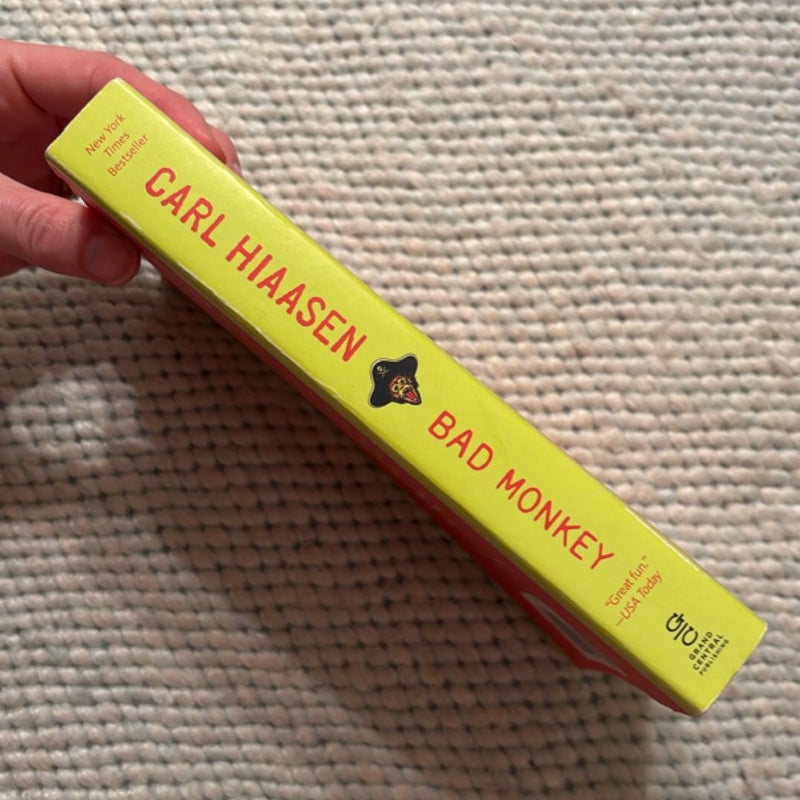 New York
Times
Bestseller
CARL HIAASEN
BAD MONKEY
"Great fun."
—USA Today
GRAND
CENTRAL
PUBLISHING